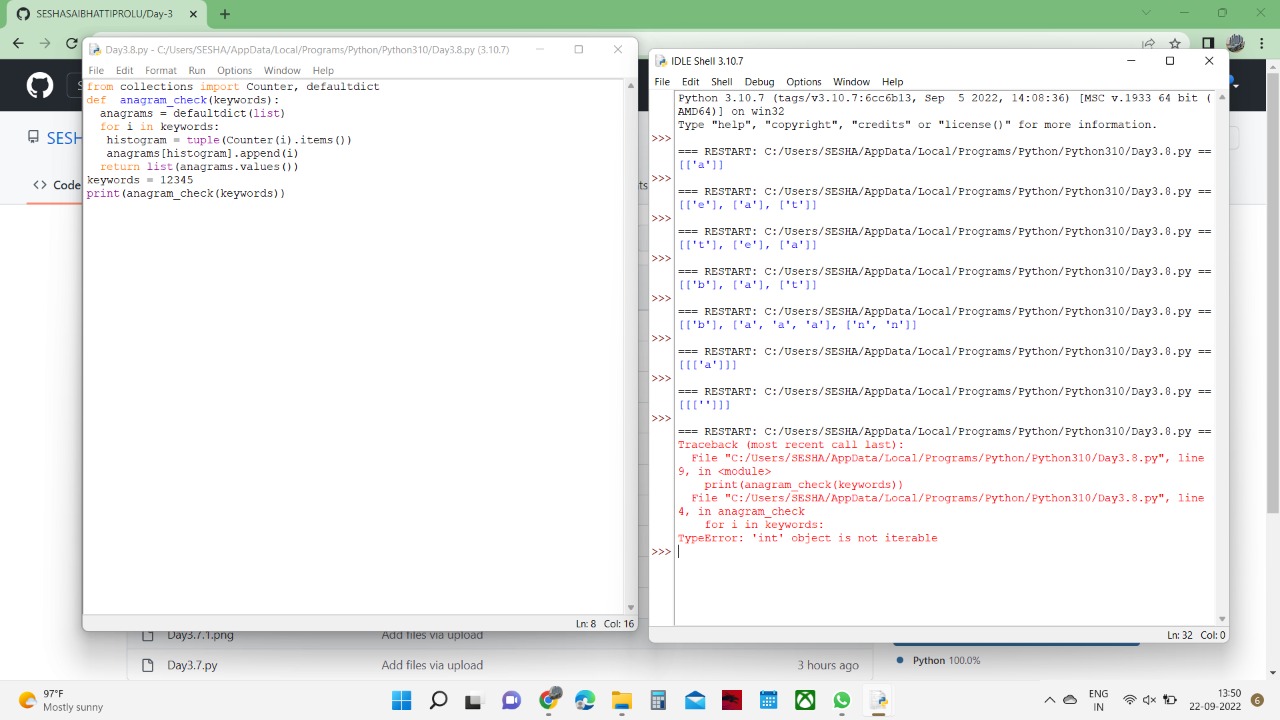 SESHASAIBHATTIPROLU/Day-3
Day3.8.py - C:/Users/SESHA/AppData/Local/Programs/Python/Python310/Day3.8.py (3.10.7)
File Edit Format Run Options Window Help
from collections import Counter, defaultdict
def  anagram_check(keywords):
  anagrams = defaultdict(list)
  for i in keywords:
   histogram = tuple(Counter(i).items())
   anagrams[histogram].append(i)
  return list(anagrams.values())
keywords = 12345
print(anagram_check(keywords))
Ln: 8 Col: 16
SESH
<> Code
IDLE Shell 3.10.7
File Edit Shell Debug Options Window Help
Python 3.10.7 (tags/v3.10.7:6cc6b13, Sep  5 2022, 14:08:36) [MSC v.1933 64 bit (
AMD64)] on win32
Type "help", "copyright", "credits" or "license()" for more information.
>>>
=== RESTART: C:/Users/SESHA/AppData/Local/Programs/Python/Python310/Day3.8.py ==
[['a']]
>>>
=== RESTART: C:/Users/SESHA/AppData/Local/Programs/Python/Python310/Day3.8.py ==
[['e'], ['a'], ['t']]
>>>
=== RESTART: C:/Users/SESHA/AppData/Local/Programs/Python/Python310/Day3.8.py ==
[['t'], ['e'], ['a']]
>>>
=== RESTART: C:/Users/SESHA/AppData/Local/Programs/Python/Python310/Day3.8.py ==
[['b'], ['a'], ['t']]
>>>
=== RESTART: C:/Users/SESHA/AppData/Local/Programs/Python/Python310/Day3.8.py ==
[['b'], ['a', 'a', 'a'], ['n', 'n']]
>>>
=== RESTART: C:/Users/SESHA/AppData/Local/Programs/Python/Python310/Day3.8.py ==
[[['a']]]
>>>
=== RESTART: C:/Users/SESHA/AppData/Local/Programs/Python/Python310/Day3.8.py ==
[[['']]]
>>>
=== RESTART: C:/Users/SESHA/AppData/Local/Programs/Python/Python310/Day3.8.py ==
Traceback (most recent call last):
  File "C:/Users/SESHA/AppData/Local/Programs/Python/Python310/Day3.8.py", line
9, in <module>
    print(anagram_check(keywords))
  File "C:/Users/SESHA/AppData/Local/Programs/Python/Python310/Day3.8.py", line
4, in anagram_check
    for i in keywords:
TypeError: 'int' object is not iterable
>>>
Ln: 32 Col: 0
Day3.7.1.png Add files via upload
Day3.7.py Add files via upload 3 hours ago
Python 100.0%
97°F
Mostly sunny
ENG
IN
13:50
22-09-2022
6